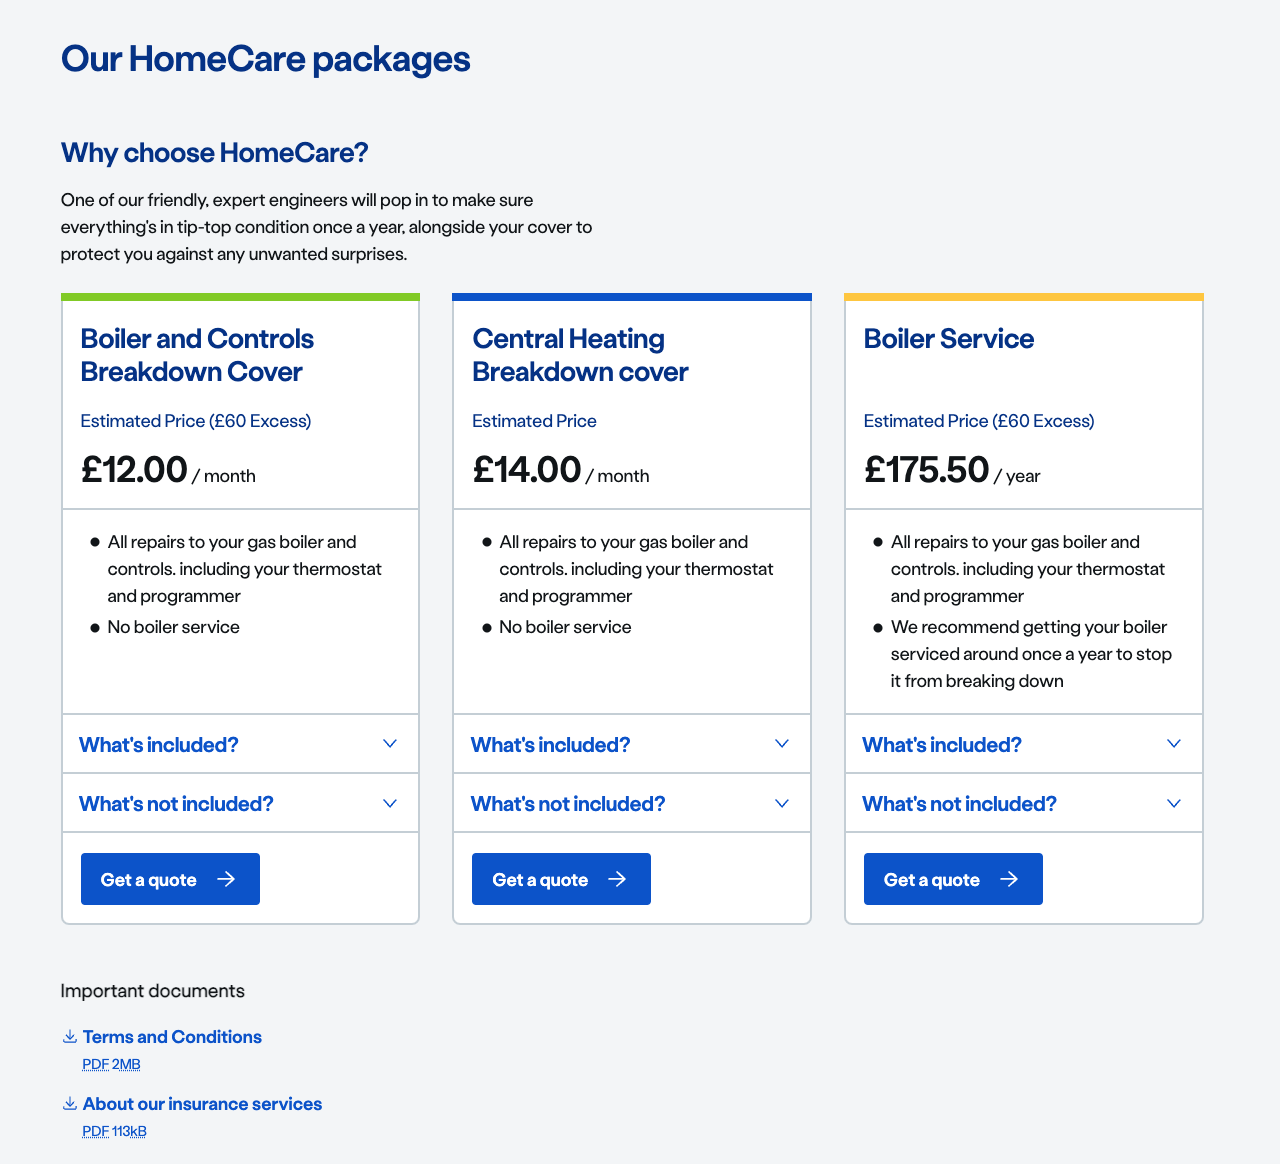 Our HomeCare packages
Why choose HomeCare?
One of our friendly, expert engineers will pop in to make sure
everything's in tip-top condition once a year, alongside your cover to
protect you against any unwanted surprises.
Boiler and Controls
Breakdown Cover
Estimated Price (£60 Excess)
£12.00 / month
● All repairs to your gas boiler and
controls. including your thermostat
and programmer
● No boiler service
What's included?
What's not included?
Get a quote
Central Heating
Breakdown cover
Estimated Price
£14.00 / month
● All repairs to your gas boiler and
controls. including your thermostat
and programmer
● No boiler service
What's included?
What's not included?
Get a quote
Boiler Service
Estimated Price (£60 Excess)
£175.50 / year
● All repairs to your gas boiler and
controls. including your thermostat
and programmer
● We recommend getting your boiler
serviced around once a year to stop
it from breaking down
What's included?
What's not included?
Get a quote
Important documents
Terms and Conditions
PDF 2MB
About our insurance services
PDF 113kB